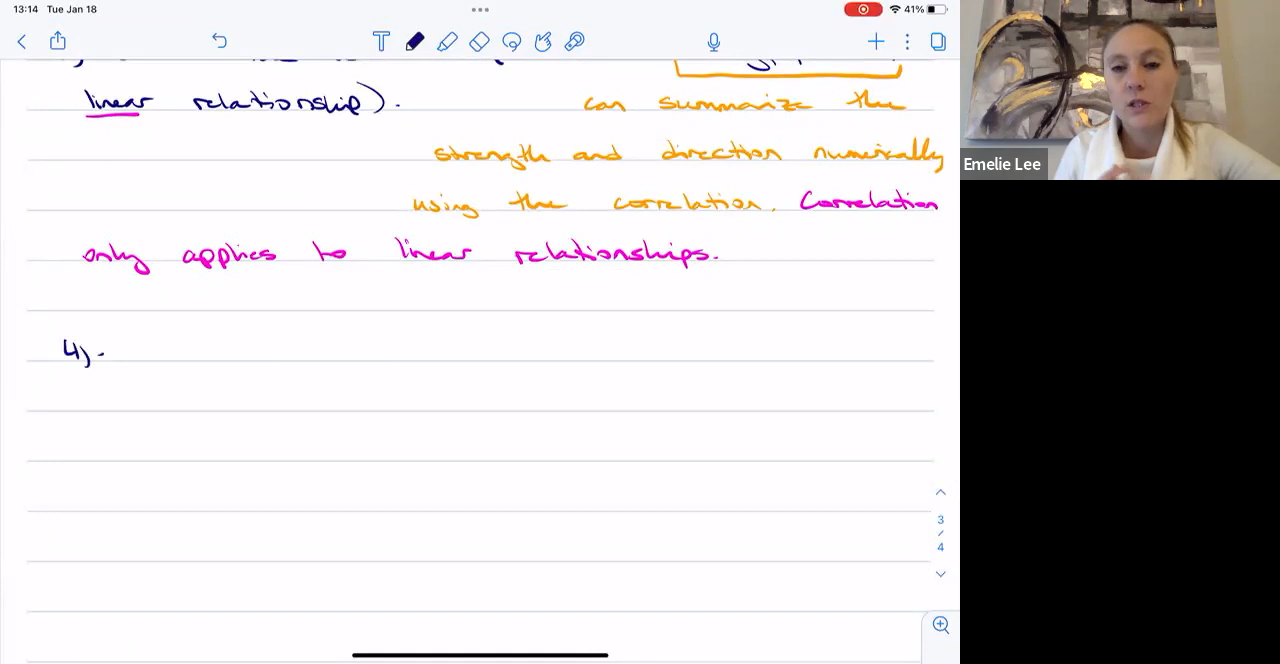 13:14 Tue Jan 18
41%
Emelie Lee
linear relationship).
can summarize the
strength and direction numerically
using the correlation. Correlation
only applies to linear relationships.
4).
3
/
4